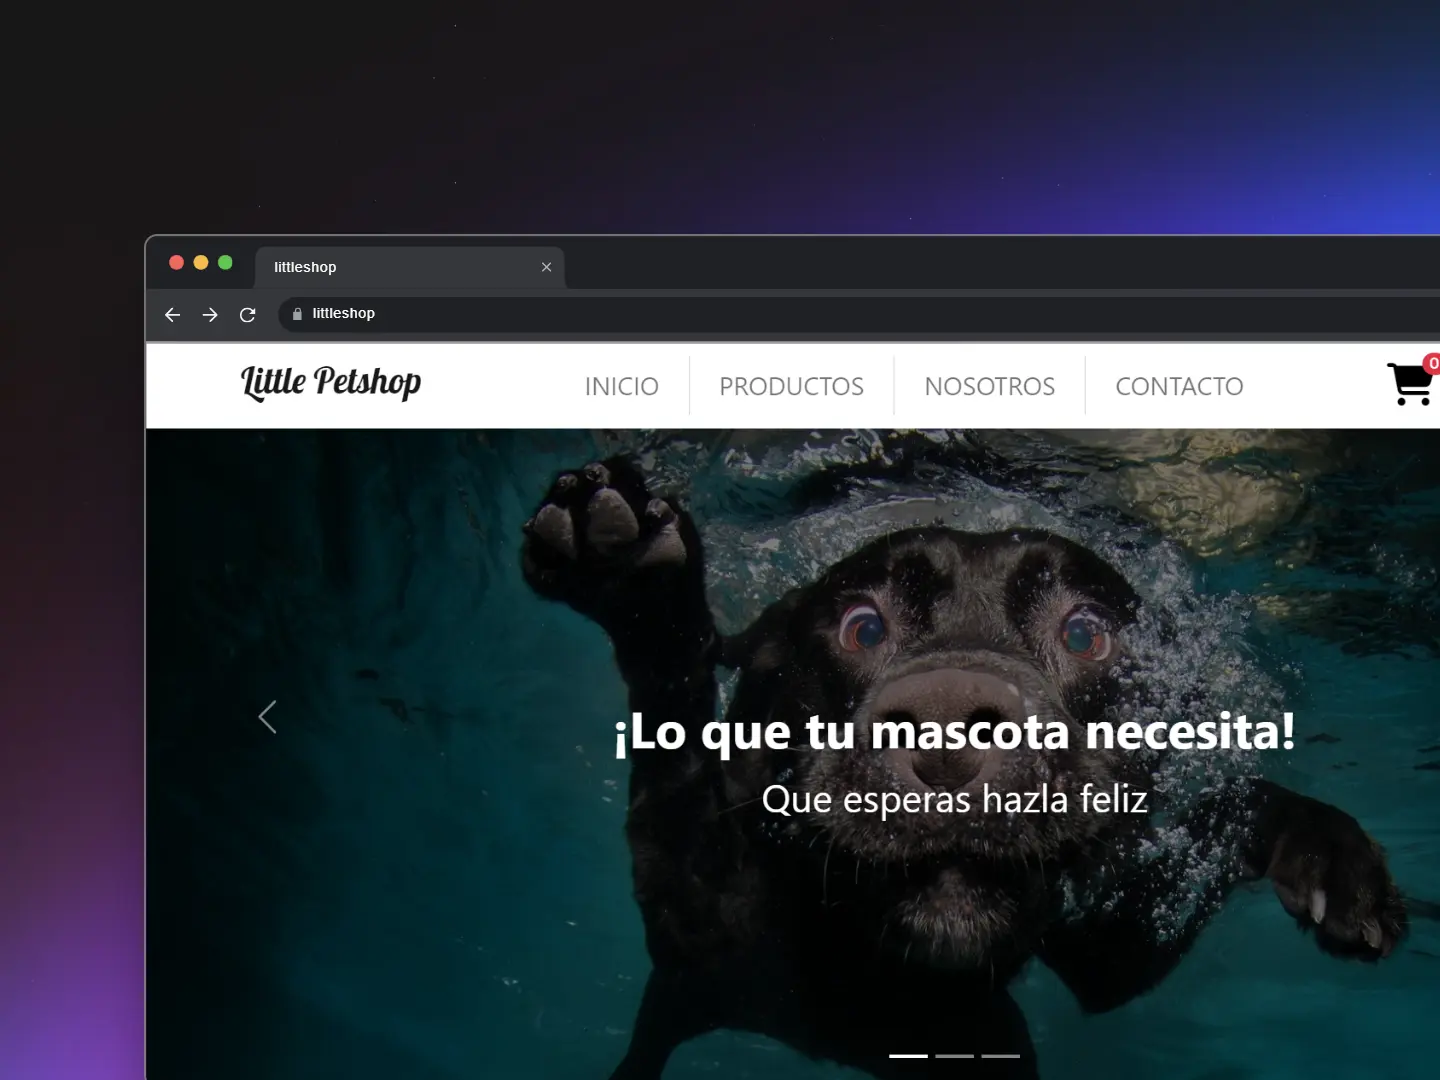 littleshop
littleshop
Little Petshop
INICIO
PRODUCTOS
NOSOTROS
CONTACTO
0
¡Lo que tu mascota necesita!
Que esperas hazla feliz